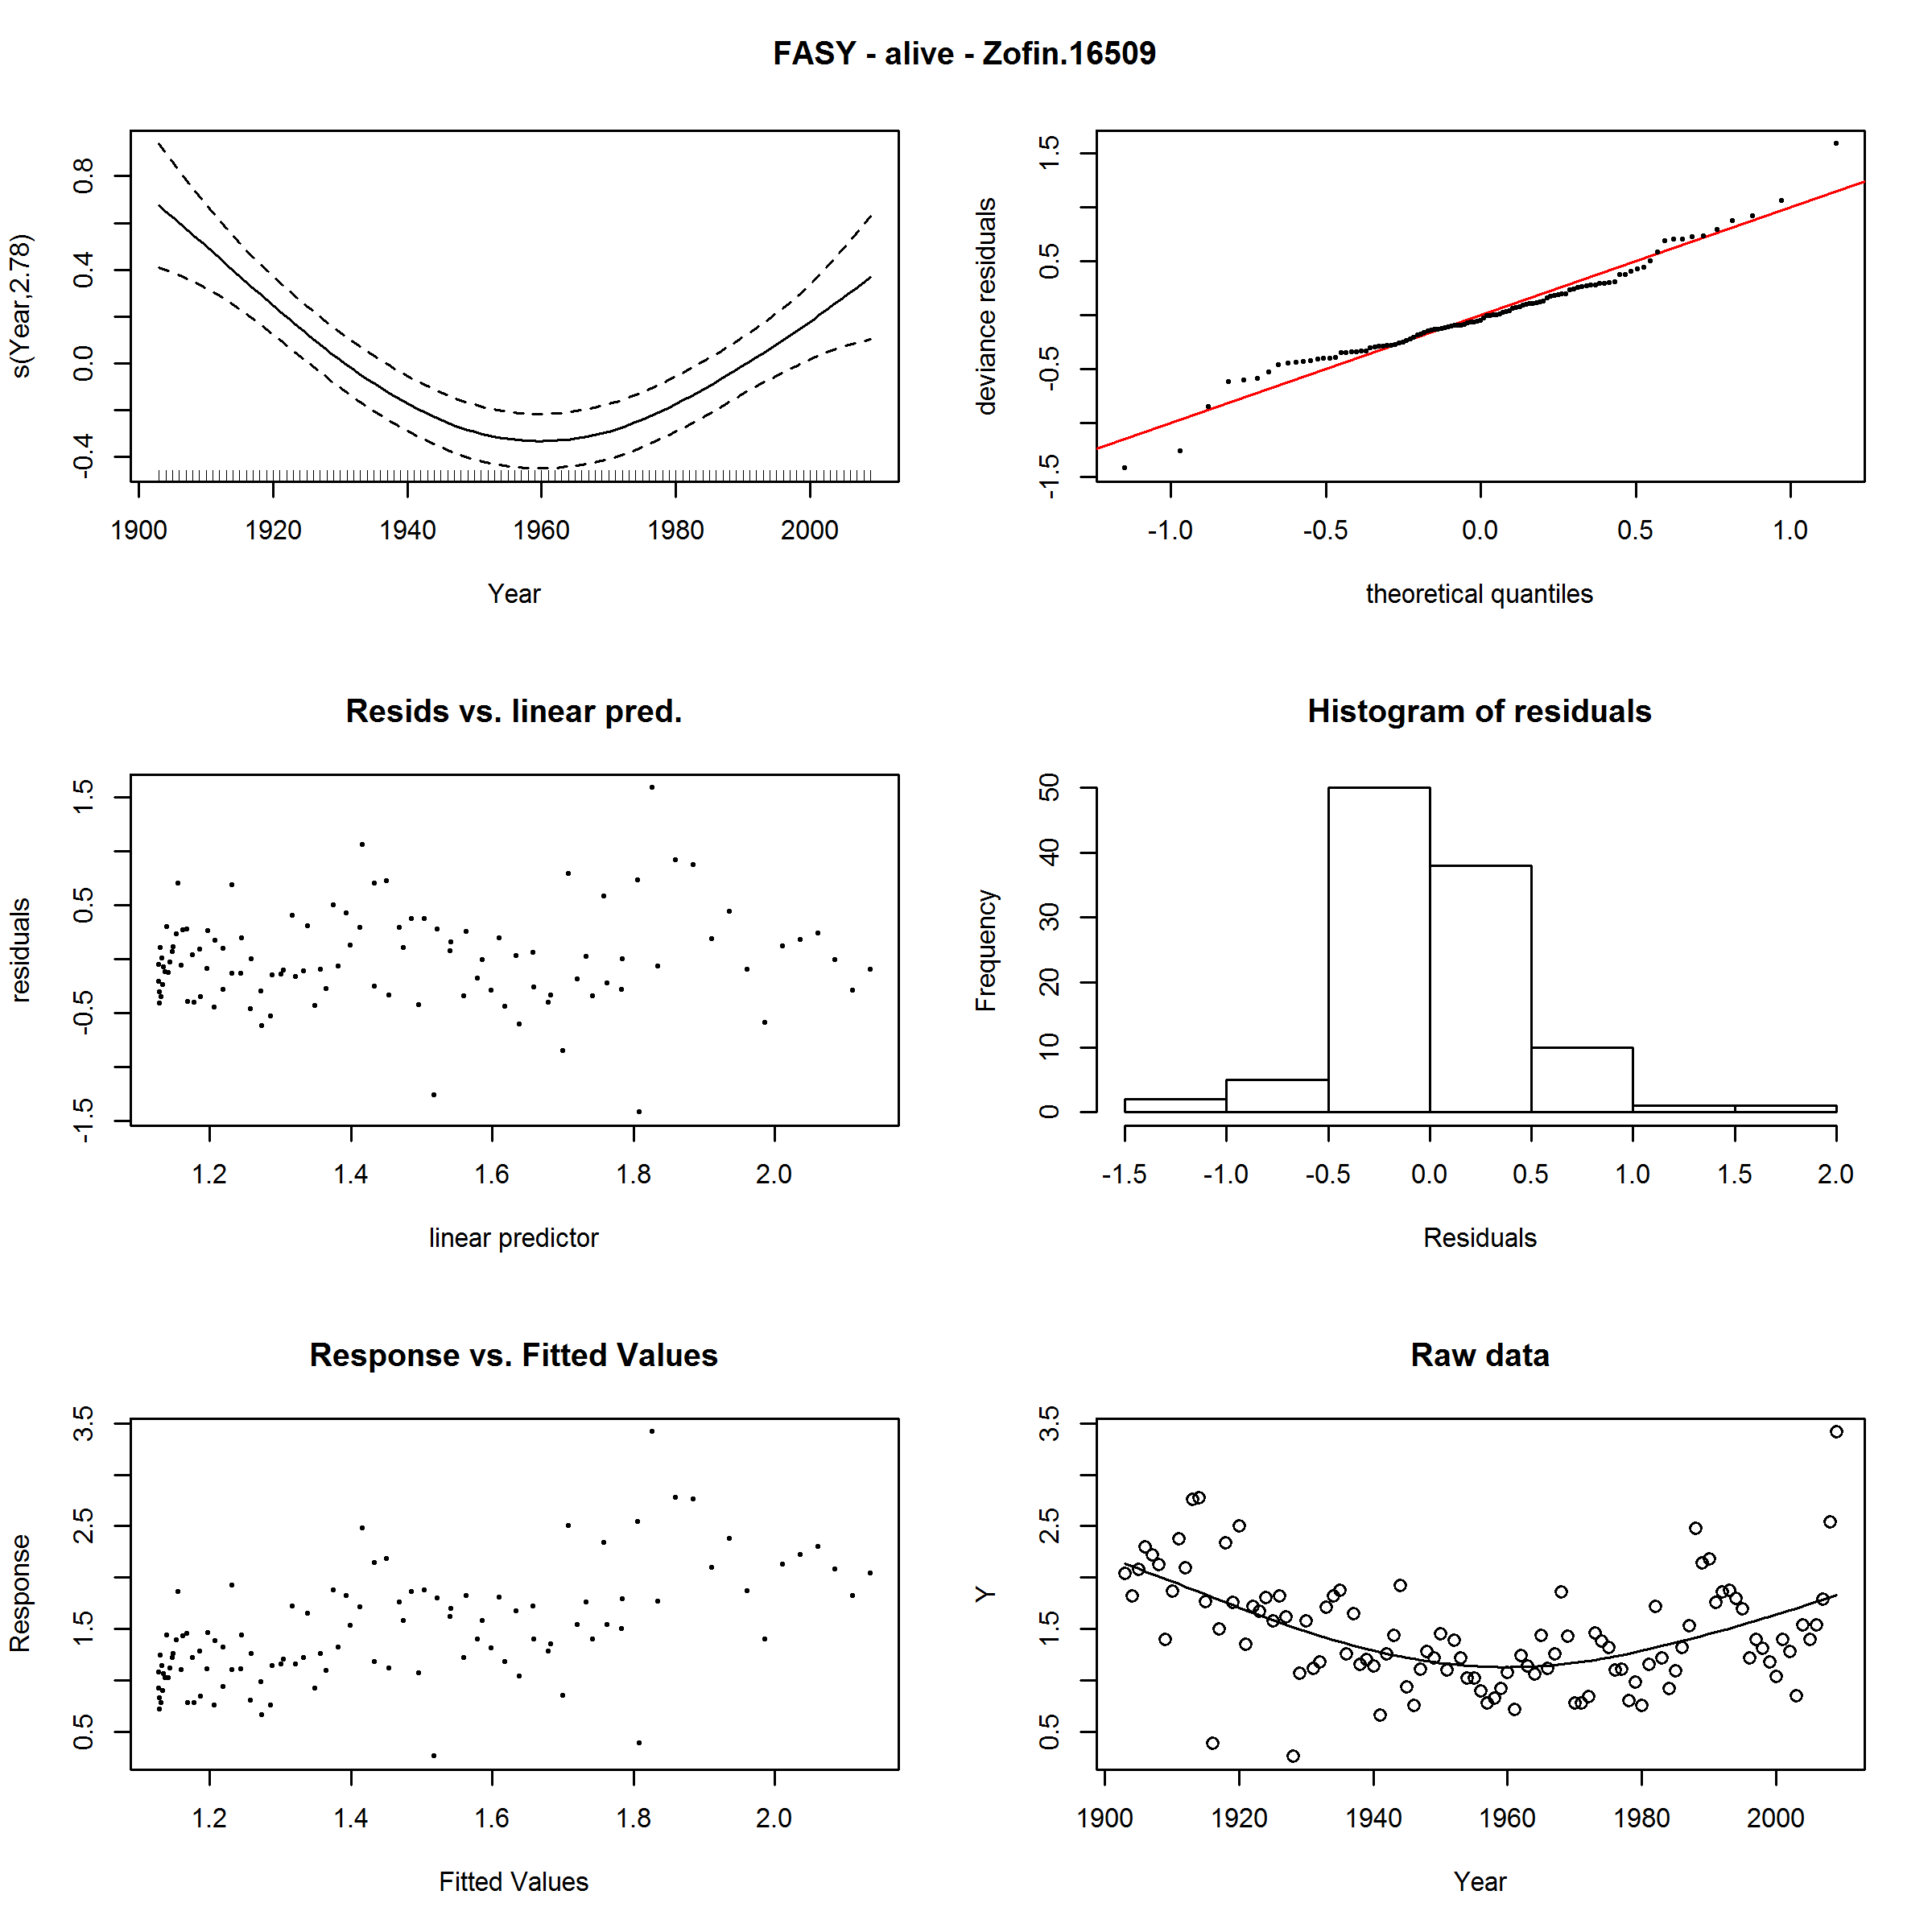 FASY - alive - Zofin.16509
s(Year,2.78)
-0.4 0.0 0.4 0.8
1900 1920 1940 1960 1980 2000
Year
deviance residuals
-1.5 -0.5 0.5 1.5
-1.0 -0.5 0.0 0.5 1.0
theoretical quantiles
Resids vs. linear pred.
residuals
-1.5 -0.5 0.5 1.5
1.2 1.4 1.6 1.8 2.0
linear predictor
Histogram of residuals
Frequency
0 10 20 30 40 50
-1.5 -1.0 -0.5 0.0 0.5 1.0 1.5 2.0
Residuals
Response vs. Fitted Values
Response
0.5 1.5 2.5 3.5
1.2 1.4 1.6 1.8 2.0
Fitted Values
Raw data
Y
0.5 1.5 2.5 3.5
1900 1920 1940 1960 1980 2000
Year